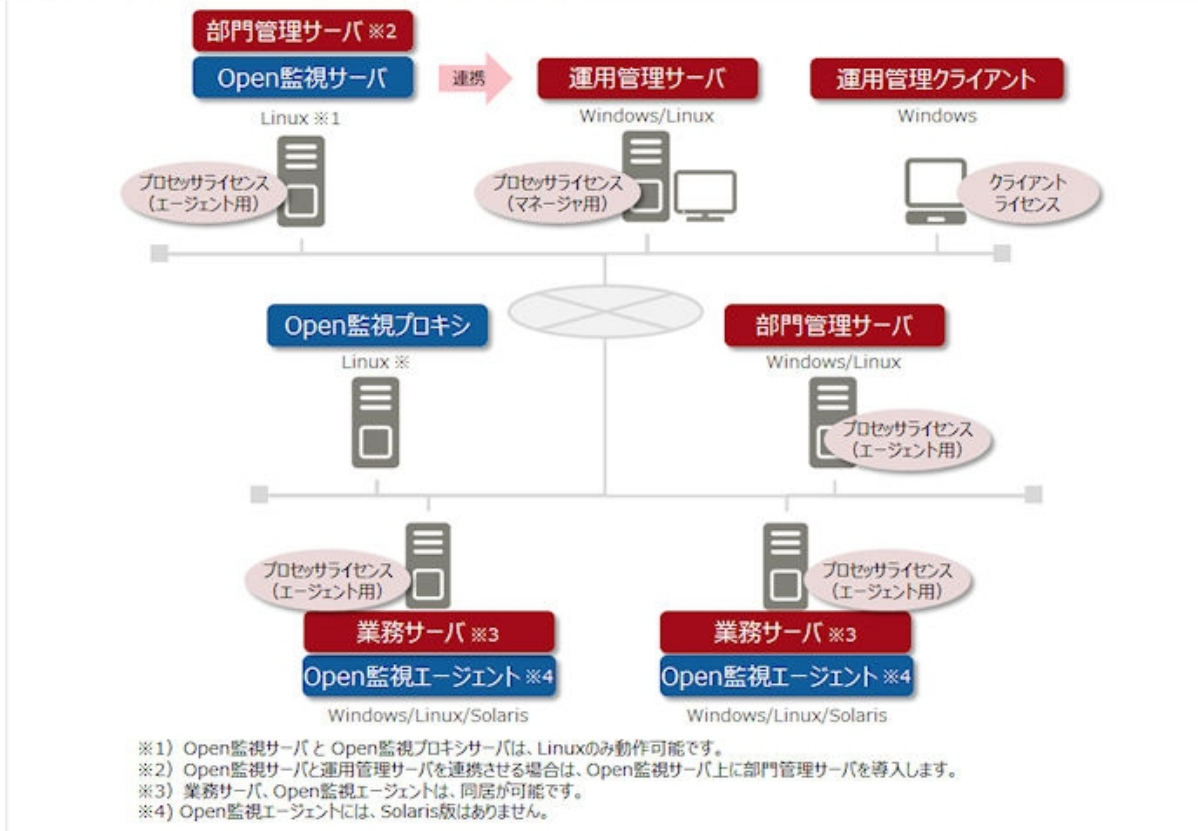 部門管理サーバ ※2
Open監視サーバ
連携
運用管理サーバ
運用管理クライアント
Linux ※1
Windows/Linux
Windows
プロセッサライセンス
（エージェント用）
プロセッサライセンス
（マネージャ用）
クライアント
ライセンス
Open監視プロキシ
部門管理サーバ
Linux ※
Windows/Linux
プロセッサライセンス
（エージェント用）
プロセッサライセンス
（エージェント用）
プロセッサライセンス
（エージェント用）
業務サーバ ※3
業務サーバ ※3
Open監視エージェント ※4
Open監視エージェント ※4
Windows/Linux/Solaris
Windows/Linux/Solaris
※1）Open監視サーバと Open監視プロキシサーバは、Linuxのみ動作可能です。
※2）Open監視サーバと運用管理サーバを連携させる場合は、Open監視サーバ上に部門管理サーバを導入します。
※3）業務サーバ、Open監視エージェントは、同居が可能です。
※4) Open監視エージェントには、Solaris版はありません。